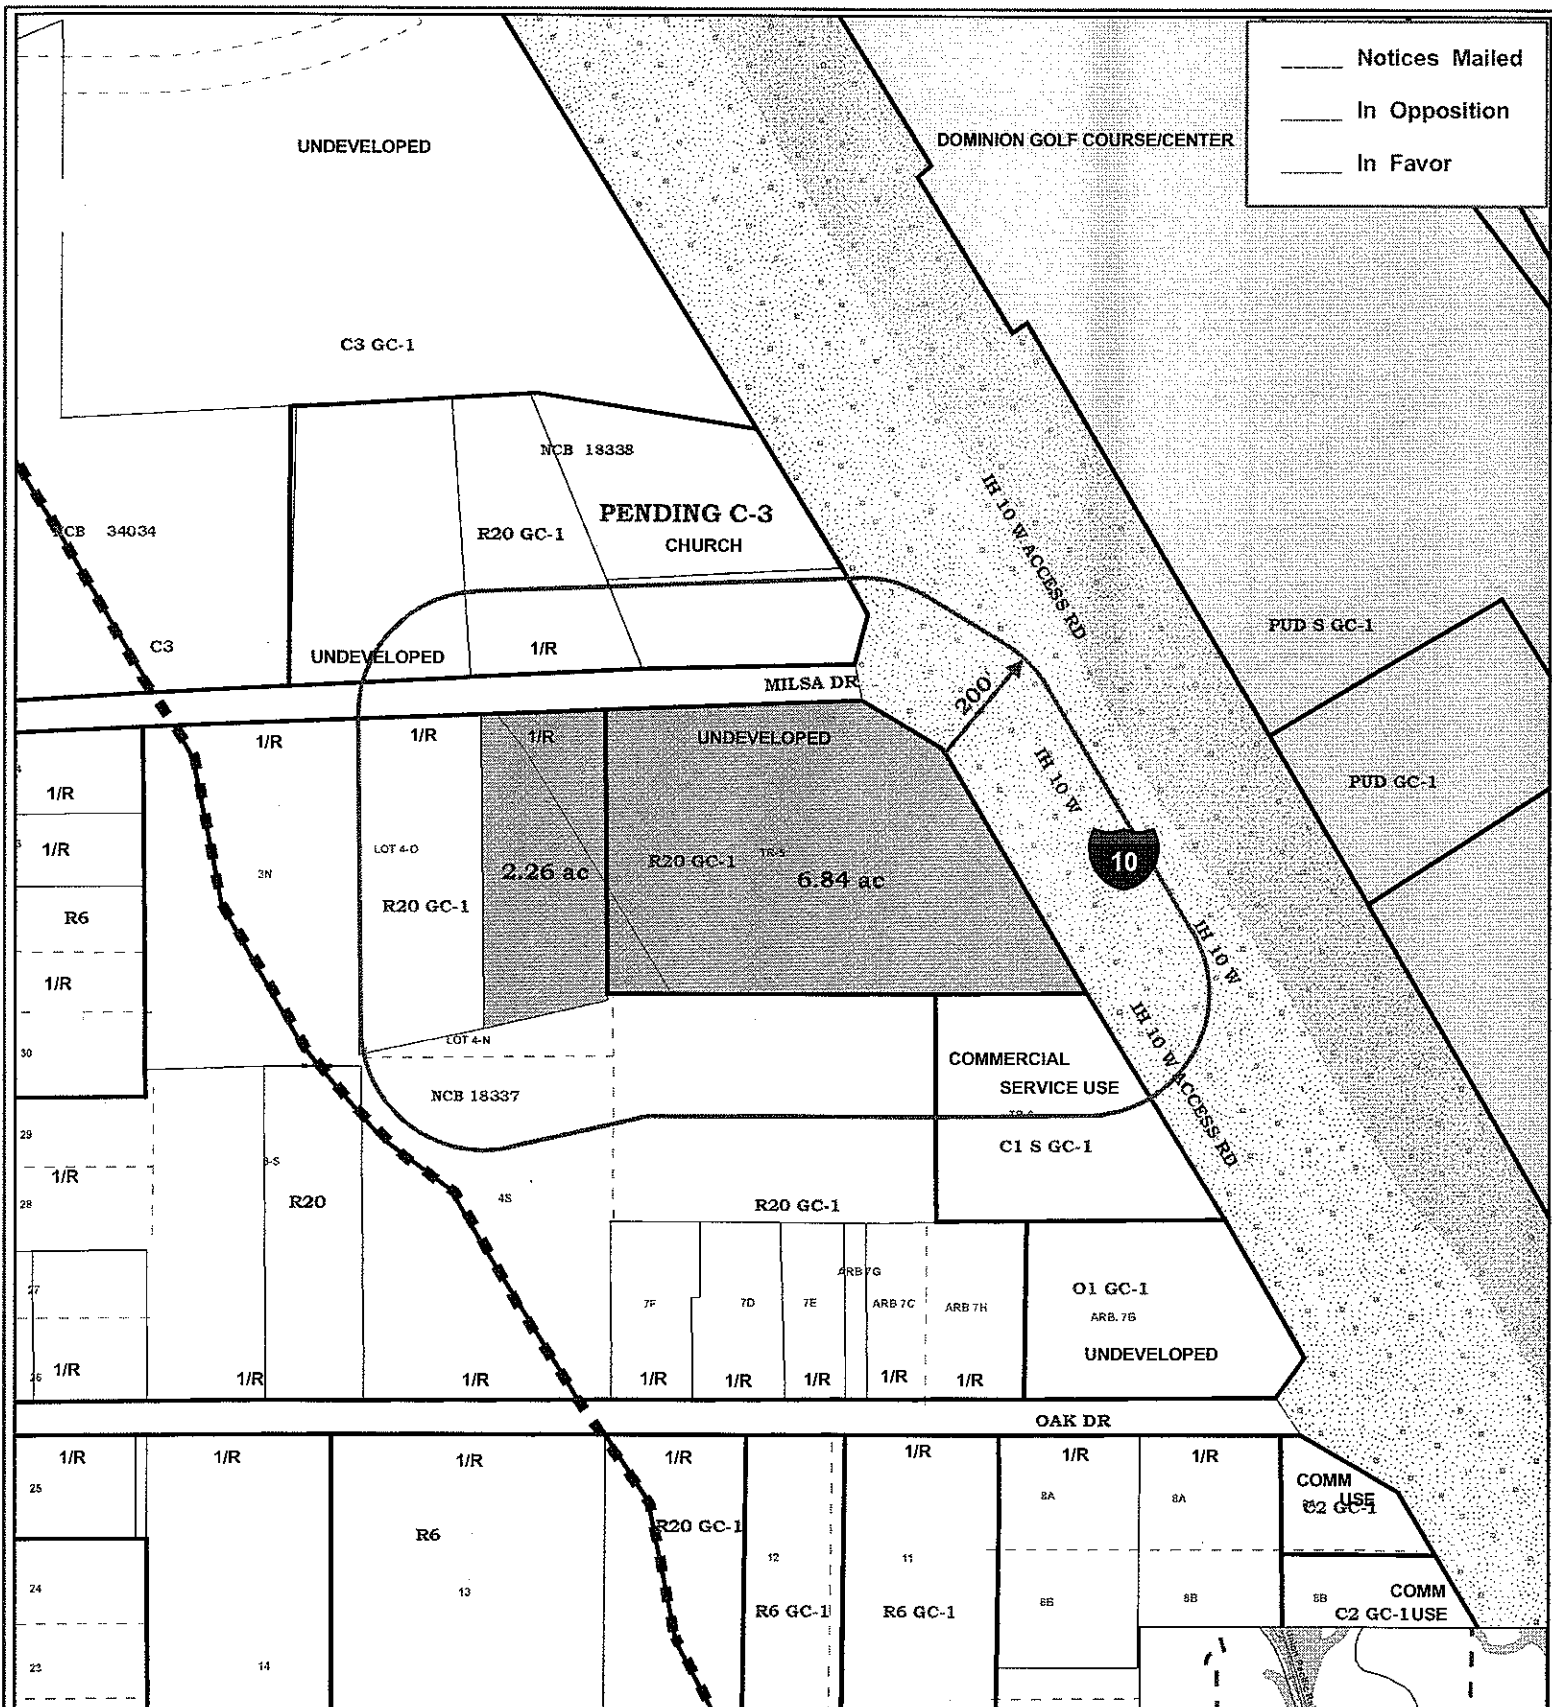 Notices Mailed
In Opposition
In Favor
UNDEVELOPED
DOMINION GOLF COURSE/CENTER
C3 GC-1
NCB 18338
PENDING C-3
CHURCH
R20 GC-1
IH 10 W ACCESS RD
34034
C3
UNDEVELOPED
1/R
PUD S GC-1
MILSA DR
200'
1/R
1/R
1/R
UNDEVELOPED
IH 10 W
PUD GC-1
1/R
1/R
LOT 4-O
R20 GC-1
TR-5
10
3N
2.26 ac
6.84 ac
R6
R20 GC-1
IH 10 W
1/R
IH 10 W ACCESS RD
30
LOT 4-N
COMMERCIAL
SERVICE USE
NCB 18337
29
C1 S GC-1
1/R
28
R20
4S
R20 GC-1
27
ARB 7G
O1 GC-1
7F
7D
7E
ARB 7C
ARB 7H
ARB. 7B
UNDEVELOPED
26
1/R
1/R
1/R
1/R
1/R
1/R
1/R
1/R
OAK DR
1/R
1/R
1/R
1/R
1/R
1/R
1/R
25
8A
8A
COMM
USE
C2 GC-1
R6
R20 GC-1
12
11
24
13
R6 GC-1
R6 GC-1
8B
8B
8B
COMM
C2 GC-1USE
23
14